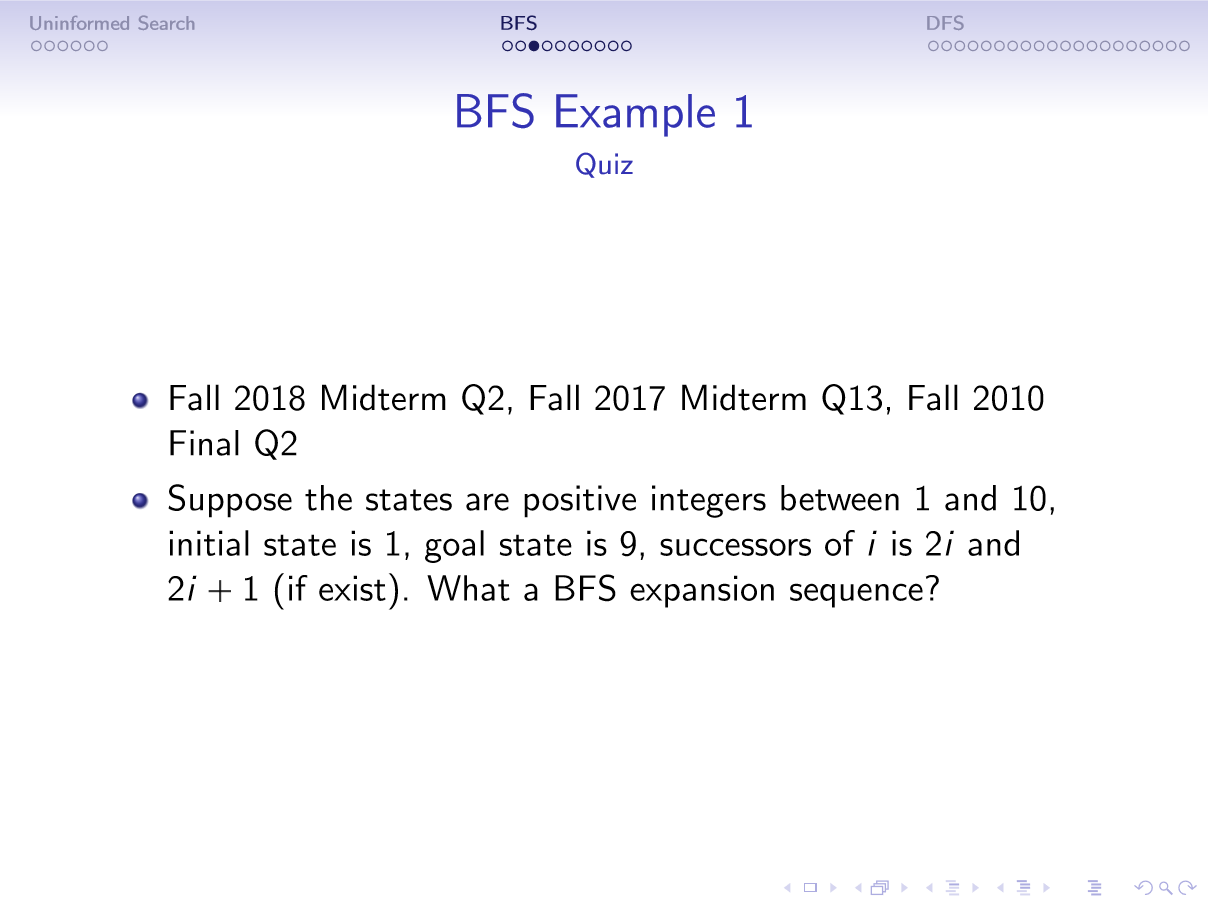 Uninformed Search
BFS
DFS
BFS Example 1
Quiz
Fall 2018 Midterm Q2, Fall 2017 Midterm Q13, Fall 2010
Final Q2
Suppose the states are positive integers between 1 and 10,
initial state is 1, goal state is 9, successors of i is 2i and
2i + 1 (if exist). What a BFS expansion sequence?